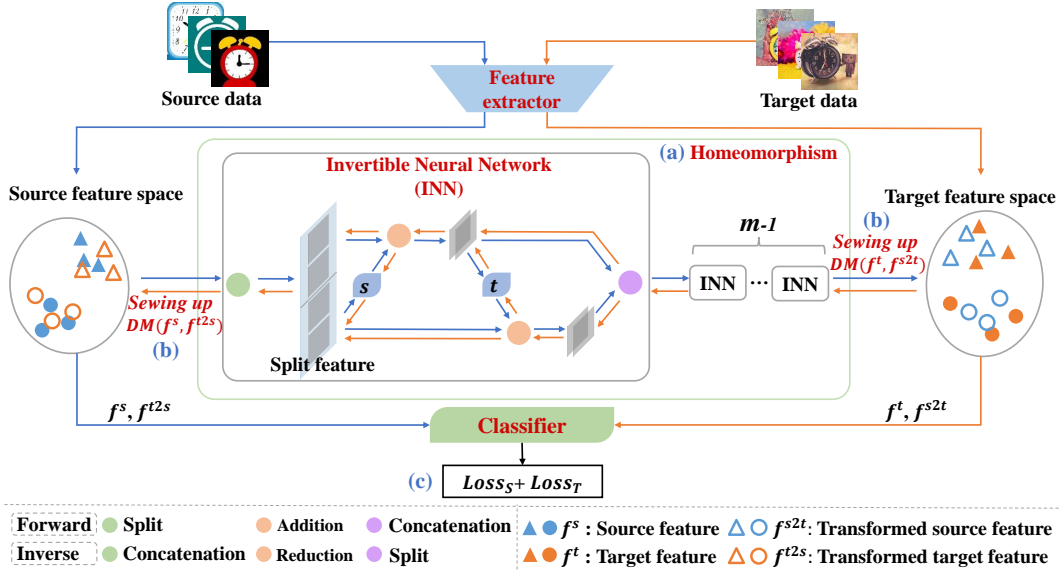 Source data
Feature
extractor
Target data
(a) Homeomorphism
Invertible Neural Network
(INN)
Source feature space
Target feature space
(b)
m-1
Sewing up
DM(f^t, f^{s2t})
s
t
INN
...
INN
Sewing up
DM(f^s, f^{t2s})
(b)
Split feature
f^s, f^{t2s}
f^t, f^{s2t}
Classifier
(c)
Loss_S + Loss_T
Forward
Split
Addition
Concatenation
Inverse
Concatenation
Reduction
Split
f^s : Source feature
f^{s2t}: Transformed source feature
f^t : Target feature
f^{t2s}: Transformed target feature